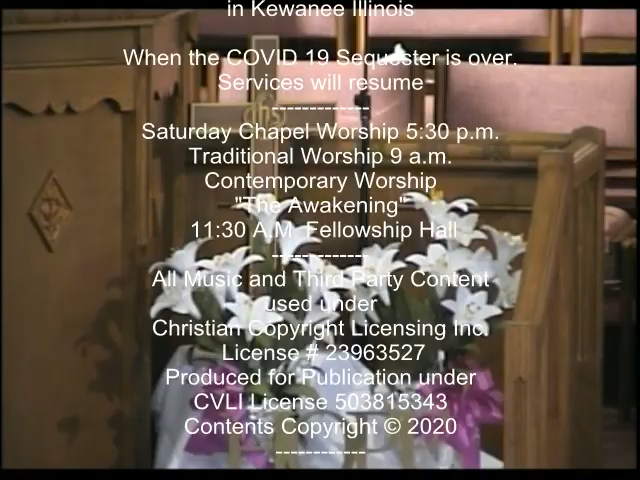 in Kewanee Illinois
When the COVID 19 Sequester is over.
Services will resume
-------------
Saturday Chapel Worship 5:30 p.m.
Traditional Worship 9 a.m.
Contemporary Worship
"The Awakening"
11:30 A.M. Fellowship Hall
-------------
All Music and Third Party Content
used under
Christian Copyright Licensing Inc.
License # 23963527
Produced for Publication under
CVLI License 503815343
Contents Copyright © 2020
------------